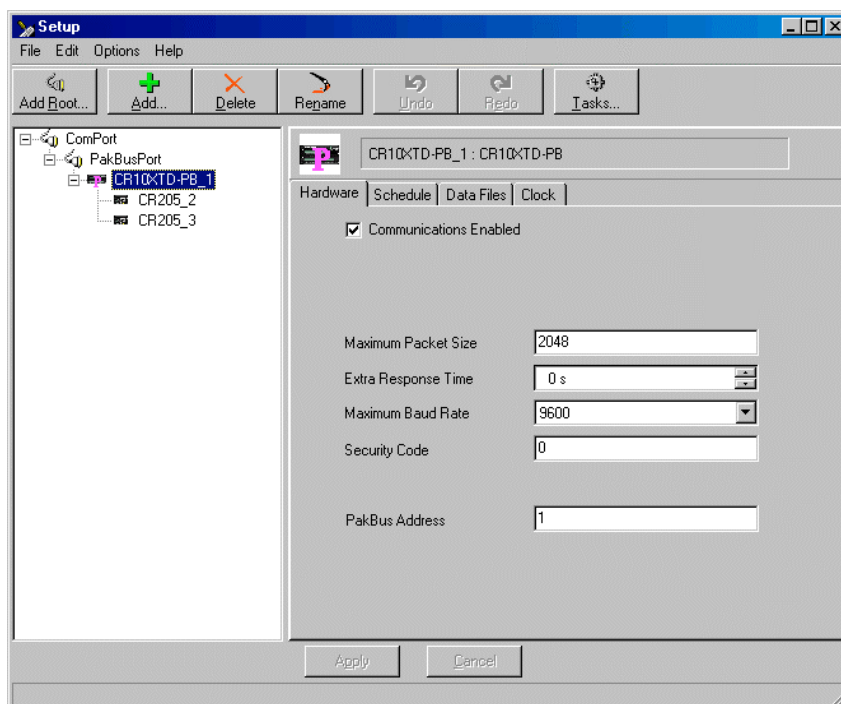 Setup
File Edit Options Help
Add Root... Add... Delete Rename Undo Redo Tasks...
ComPort
PakBusPort
CR10XTD-PB_1
CR205_2
CR205_3
P
CR10XTD-PB_1 : CR10XTD-PB
Hardware Schedule Data Files Clock
Communications Enabled
Maximum Packet Size 2048
Extra Response Time 0 s
Maximum Baud Rate 9600
Security Code 0
PakBus Address 1
Apply Cancel